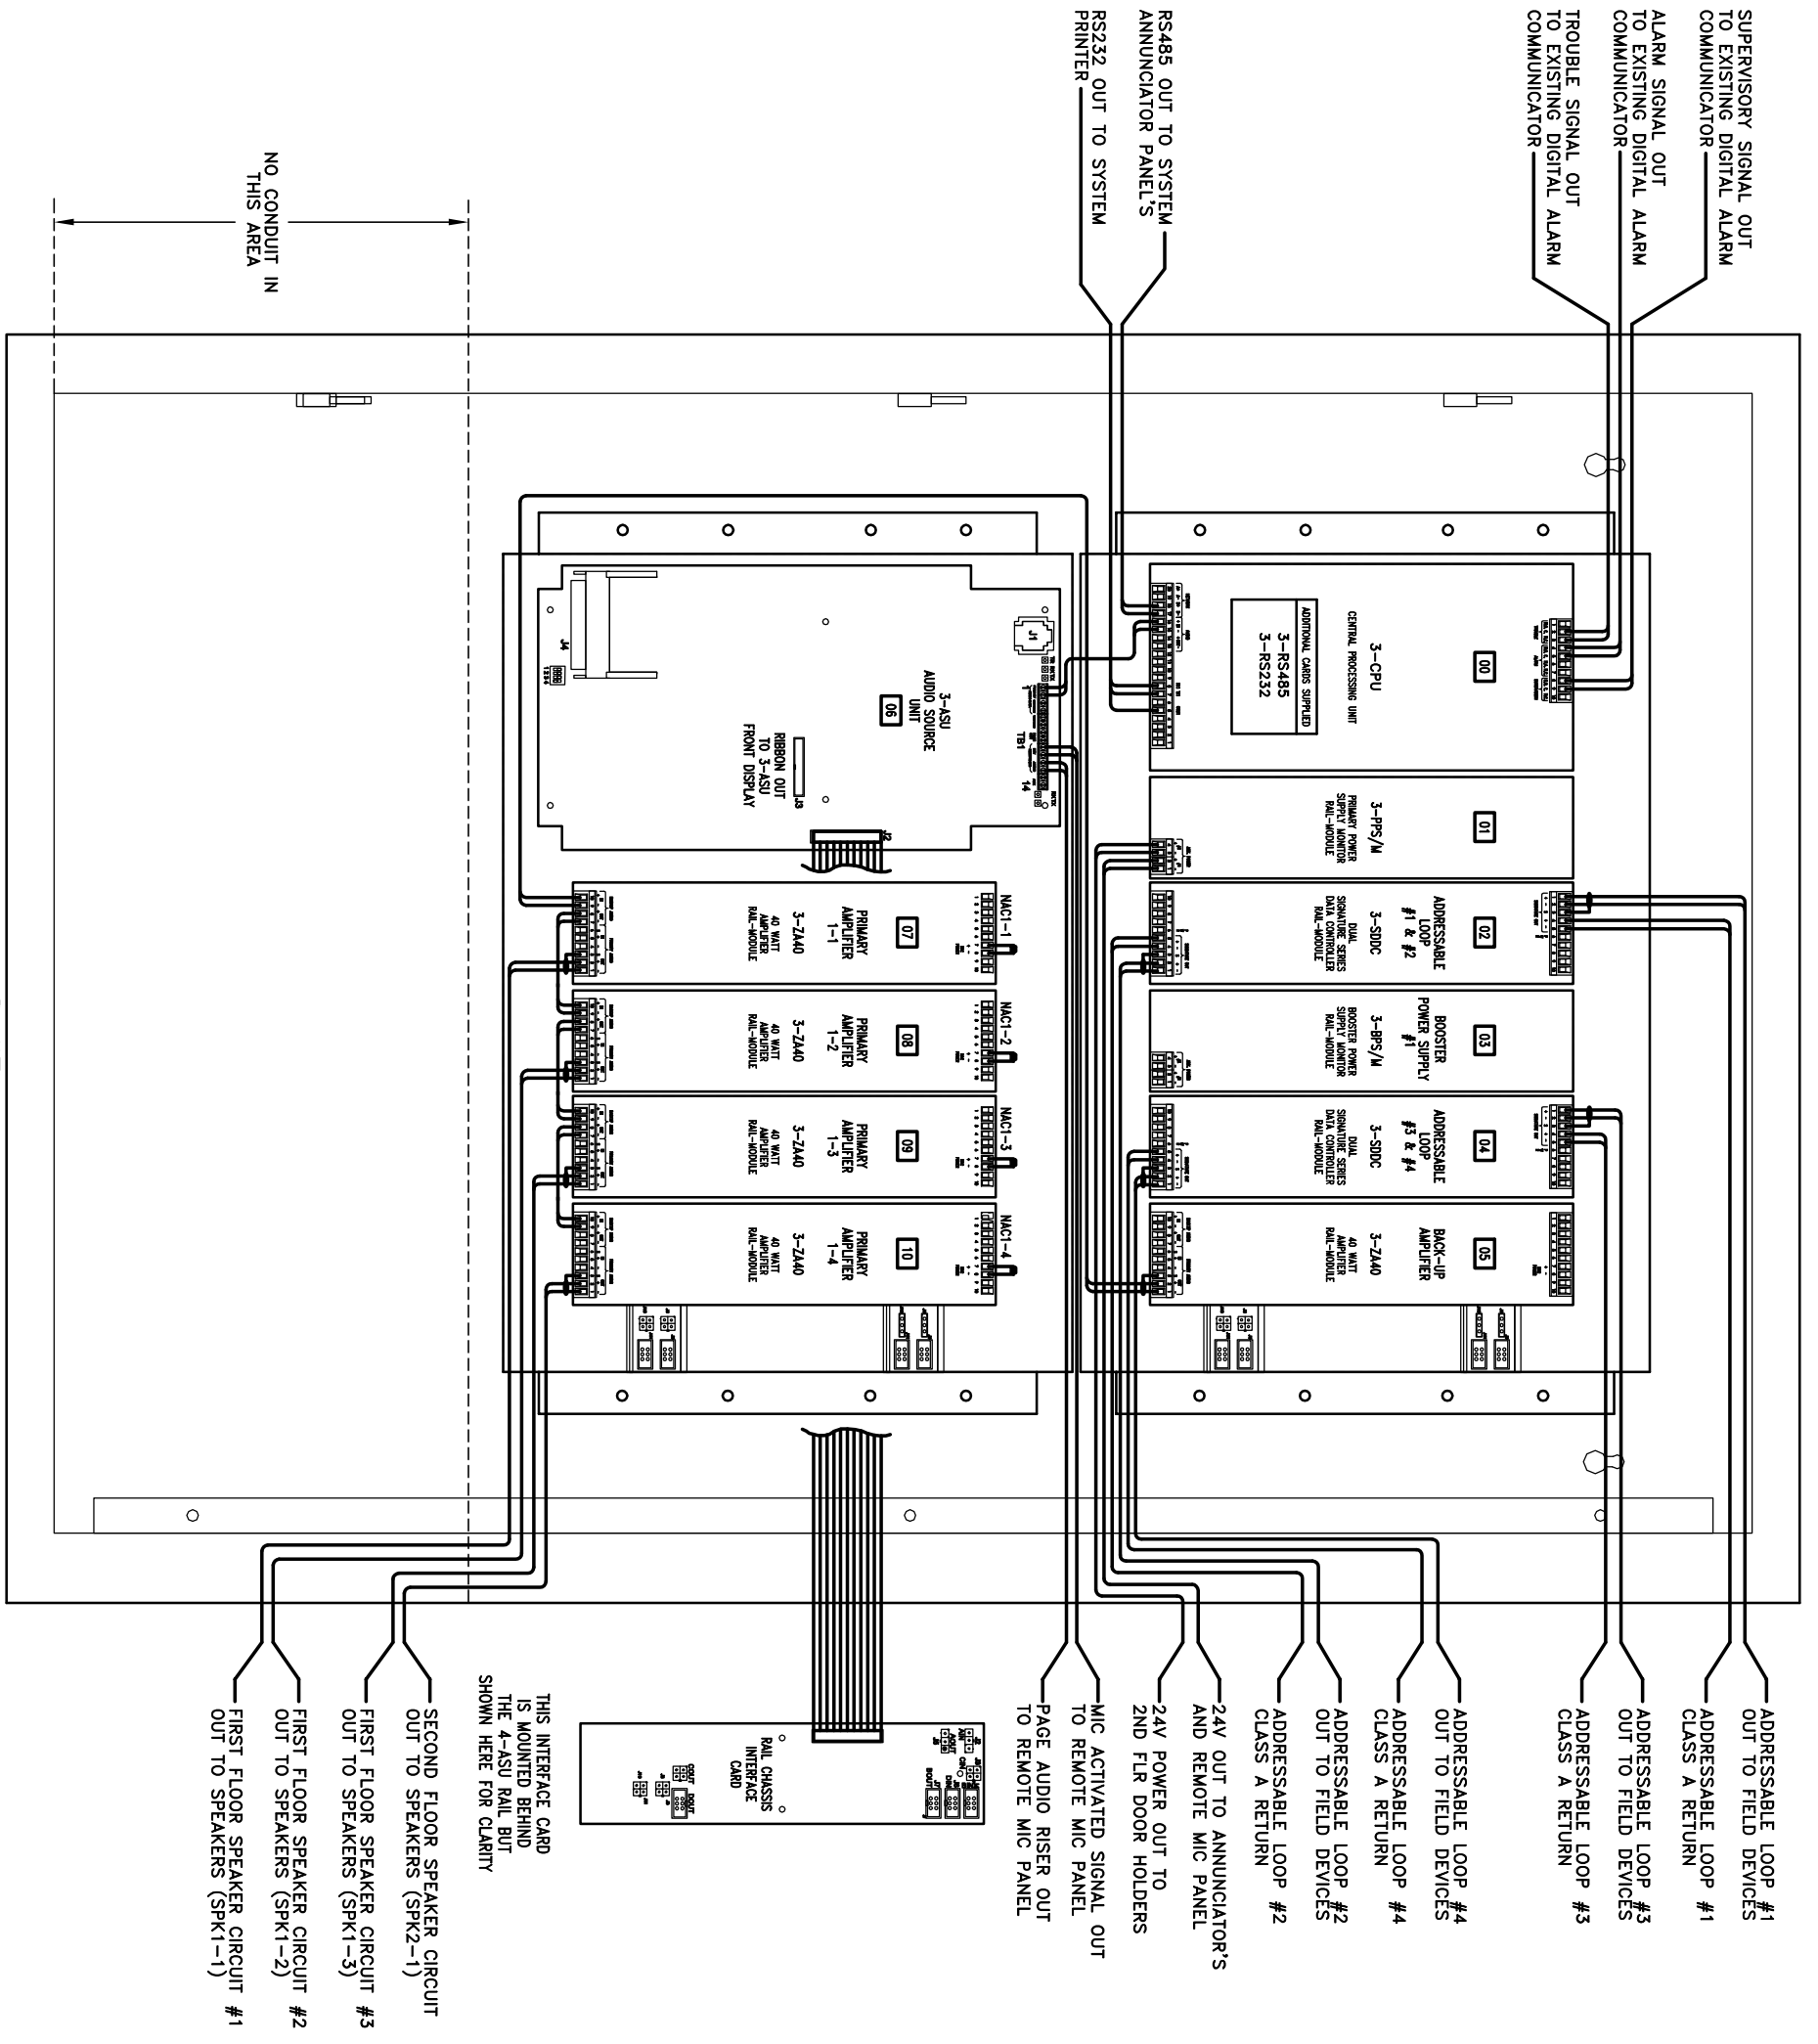 SUPERVISORY SIGNAL OUT
TO EXISTING DIGITAL ALARM
COMMUNICATOR
ALARM SIGNAL OUT
TO EXISTING DIGITAL ALARM
COMMUNICATOR
TROUBLE SIGNAL OUT
TO EXISTING DIGITAL ALARM
COMMUNICATOR
RS485 OUT TO SYSTEM
ANNUNCIATOR PANEL'S
RS232 OUT TO SYSTEM
PRINTER
NO CONDUIT IN
THIS AREA
00
3-CPU
CENTRAL PROCESSING UNIT
ADDITIONAL CARDS SUPPLIED
3-RS485
3-RS232
01
3-PPS/M
PRIMARY POWER
SUPPLY MONITOR
RAIL-MODULE
02
ADDRESSABLE
LOOP
#1 & #2
3-SDDC
DUAL
SIGNATURE SERIES
DATA CONTROLLER
RAIL-MODULE
03
BOOSTER
POWER SUPPLY
#1
3-BPS/M
BOOSTER POWER
SUPPLY MONITOR
RAIL-MODULE
04
ADDRESSABLE
LOOP
#3 & #4
3-SDDC
DUAL
SIGNATURE SERIES
DATA CONTROLLER
RAIL-MODULE
05
BACK-UP
AMPLIFIER
3-ZA40
40 WATT
AMPLIFIER
RAIL-MODULE
J1
TB1
14
J4
1 2 3 4
3-ASU
AUDIO SOURCE
UNIT
06
J3
RIBBON OUT
TO 3-ASU
FRONT DISPLAY
J2
NAC1-1
07
PRIMARY
AMPLIFIER
1-1
3-ZA40
40 WATT
AMPLIFIER
RAIL-MODULE
NAC1-2
08
PRIMARY
AMPLIFIER
1-2
3-ZA40
40 WATT
AMPLIFIER
RAIL-MODULE
NAC1-3
09
PRIMARY
AMPLIFIER
1-3
3-ZA40
40 WATT
AMPLIFIER
RAIL-MODULE
NAC1-4
10
PRIMARY
AMPLIFIER
1-4
3-ZA40
40 WATT
AMPLIFIER
RAIL-MODULE
ADDRESSABLE LOOP #1
OUT TO FIELD DEVICES
ADDRESSABLE LOOP #1
CLASS A RETURN
ADDRESSABLE LOOP #3
OUT TO FIELD DEVICES
ADDRESSABLE LOOP #3
CLASS A RETURN
ADDRESSABLE LOOP #4
OUT TO FIELD DEVICES
ADDRESSABLE LOOP #4
CLASS A RETURN
ADDRESSABLE LOOP #2
OUT TO FIELD DEVICES
ADDRESSABLE LOOP #2
CLASS A RETURN
24V OUT TO ANNUNCIATOR'S
AND REMOTE MIC PANEL
24V POWER OUT TO
2ND FLR DOOR HOLDERS
MIC ACTIVATED SIGNAL OUT
TO REMOTE MIC PANEL
PAGE AUDIO RISER OUT
TO REMOTE MIC PANEL
RAIL CHASSIS
INTERFACE
CARD
THIS INTERFACE CARD
IS MOUNTED BEHIND
THE 4-ASU RAIL BUT
SHOWN HERE FOR CLARITY
SECOND FLOOR SPEAKER CIRCUIT
OUT TO SPEAKERS (SPK2-1)
FIRST FLOOR SPEAKER CIRCUIT #3
OUT TO SPEAKERS (SPK1-3)
FIRST FLOOR SPEAKER CIRCUIT #2
OUT TO SPEAKERS (SPK1-2)
FIRST FLOOR SPEAKER CIRCUIT #1
OUT TO SPEAKERS (SPK1-1)